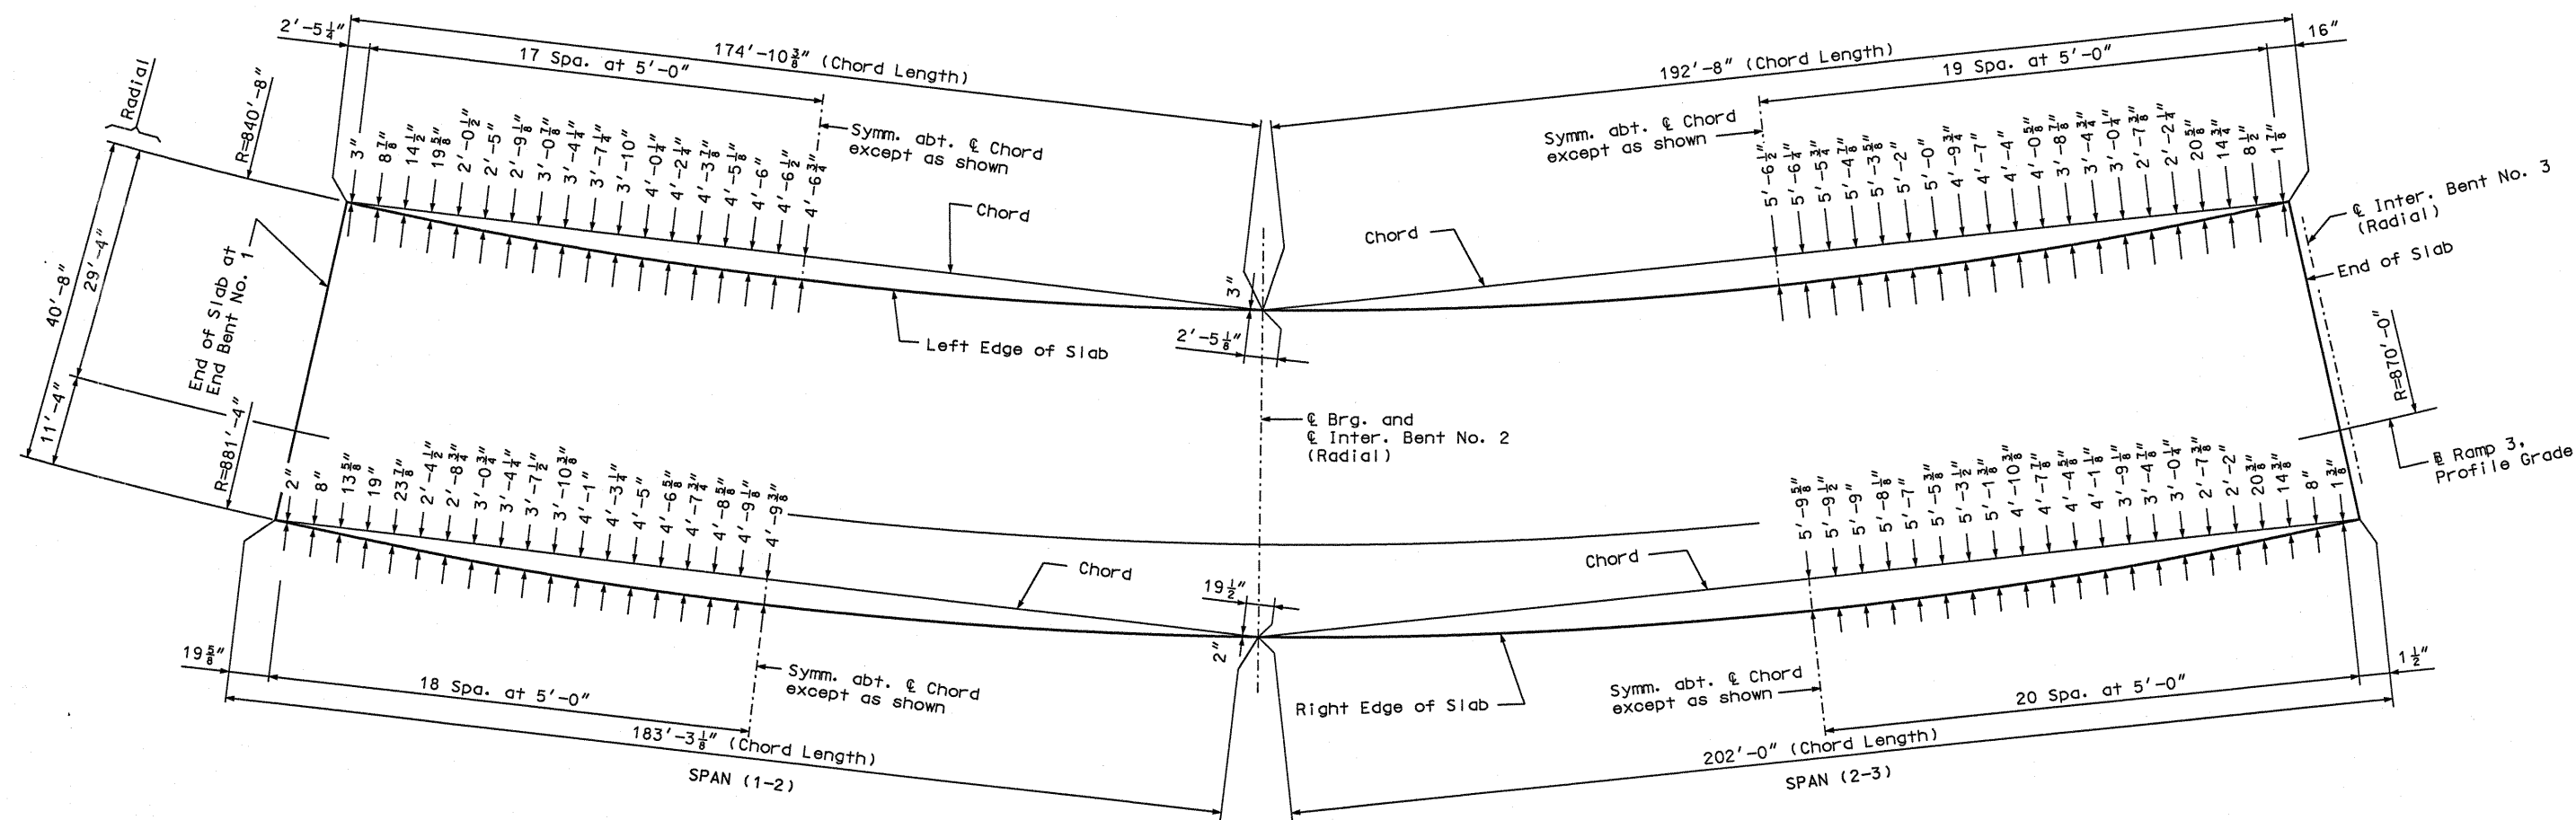 2'-5¼"
174'-10⅜" (Chord Length)
17 Spa. at 5'-0"
192'-8" (Chord Length)
19 Spa. at 5'-0"
16"
Radial
R=840'-8"
3"
8⅞"
14½"
19⅝"
2'-0½"
2'-5"
2'-9⅛"
3'-0⅞"
3'-4¼"
3'-7¼"
3'-10"
4'-0¼"
4'-2¼"
4'-3⅞"
4'-5⅛"
4'-6"
4'-6½"
4'-6¾"
Symm. abt. ℄ Chord
except as shown
Symm. abt. ℄ Chord
except as shown
5'-6½"
5'-6¼"
5'-5¾"
5'-4⅞"
5'-3⅝"
5'-2"
5'-0"
4'-9¾"
4'-7"
4'-4"
4'-0⅝"
3'-8⅞"
3'-4¾"
3'-0¼"
2'-7⅜"
2'-2¼"
20⅝"
14¾"
8½"
1⅞"
℄ Inter. Bent No. 3
(Radial)
End of Slab
Chord
Chord
40'-8"
29'-4"
11'-4"
End of Slab at
End Bent No. 1
3"
2'-5⅛"
Left Edge of Slab
R=870'-0"
℄ Brg. and
℄ Inter. Bent No. 2
(Radial)
Ramp 3,
Profile Grade
R=881'-4"
2"
8"
13⅝"
19"
23⅞"
2'-4½"
2'-8¾"
3'-0¾"
3'-4¼"
3'-7½"
3'-10⅜"
4'-1"
4'-3¼"
4'-5"
4'-6⅝"
4'-7¾"
4'-8⅝"
4'-9⅛"
4'-9⅜"
5'-9⅝"
5'-9½"
5'-9"
5'-8⅛"
5'-7"
5'-5⅜"
5'-3½"
5'-1⅜"
4'-10⅜"
4'-7⅞"
4'-4⅝"
4'-1⅛"
3'-9⅛"
3'-4⅞"
3'-0¼"
2'-7⅜"
2'-2"
20⅜"
14⅜"
8"
1⅜"
Chord
Chord
19½"
2"
19⅝"
18 Spa. at 5'-0"
Symm. abt. ℄ Chord
except as shown
183'-3⅛" (Chord Length)
SPAN (1-2)
Right Edge of Slab
Symm. abt. ℄ Chord
except as shown
20 Spa. at 5'-0"
1½"
202'-0" (Chord Length)
SPAN (2-3)